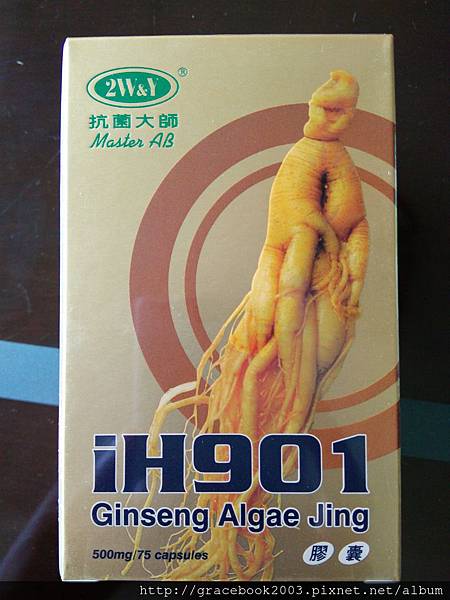 2W&Y®
抗菌大師
Master AB
iH901
Ginseng Algae Jing
500mg/75 capsules
膠囊
http://gracebook2003.pixnet.net/album